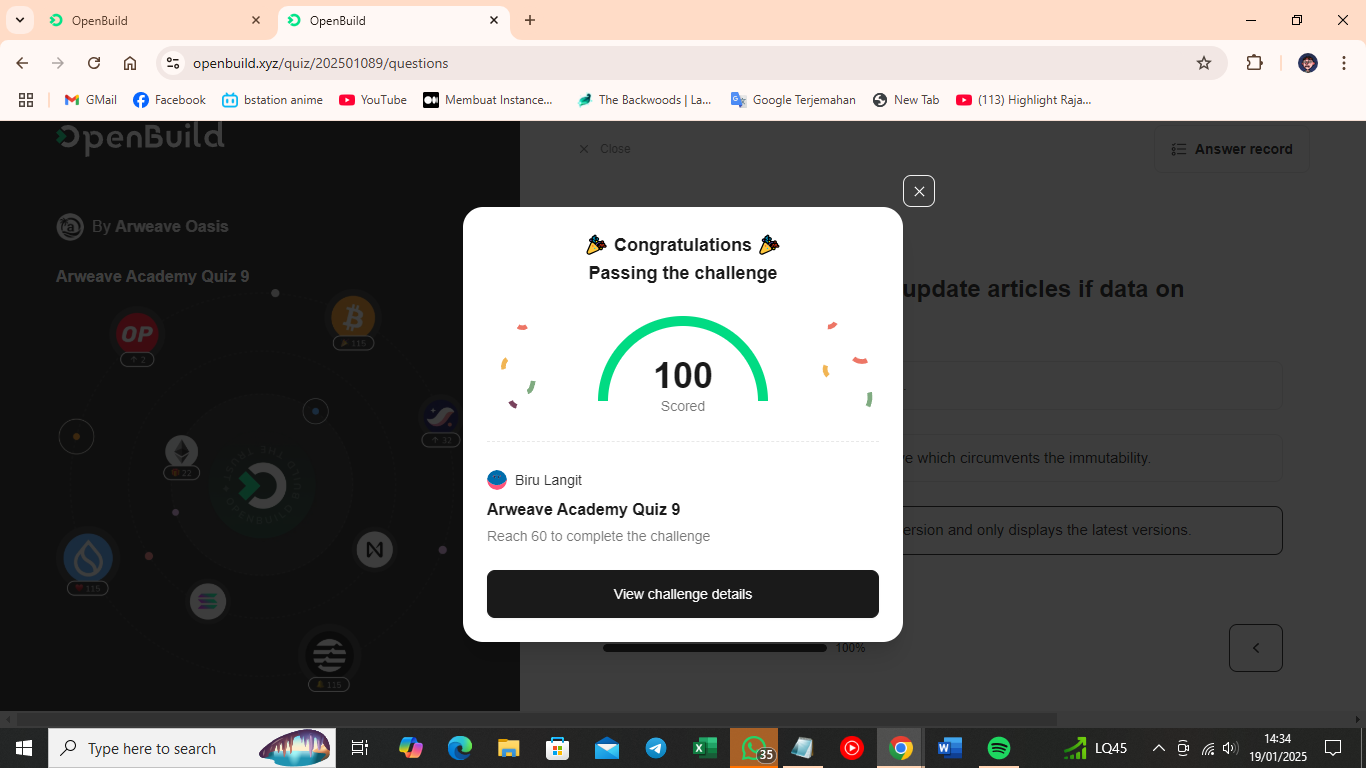 OpenBuild
OpenBuild
openbuild.xyz/quiz/202501089/questions
GMail
Facebook
bstation anime
YouTube
Membuat Instance...
The Backwoods | La...
Google Terjemahan
New Tab
(113) Highlight Raja...
OpenBuild
By Arweave Oasis
Arweave Academy Quiz 9
OP
2
115
32
22
115
115
Close
Answer record
update articles if data on
which circumvents the immutability.
and only displays the latest versions.
100%
Congratulations
Passing the challenge
100
Scored
Biru Langit
Arweave Academy Quiz 9
Reach 60 to complete the challenge
View challenge details
Type here to search
35
LQ45
14:34
19/01/2025